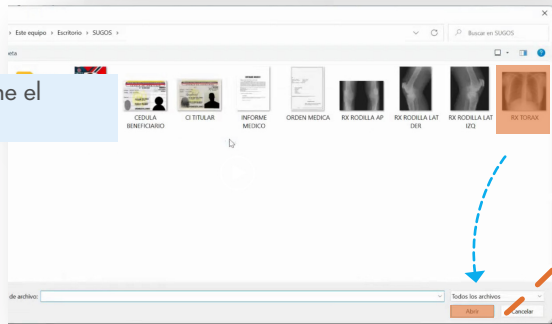 › Este equipo › Escritorio › SUGOS ›
Buscar en SUGOS
eta
ne el
CEDULA BENEFICIARIO
CI TITULAR
INFORME MEDICO
ORDEN MEDICA
RX RODILLA AP
RX RODILLA LAT DER
RX RODILLA LAT IZQ
RX TORAX
de archivo:
Todos los archivos
Abrir
Cancelar